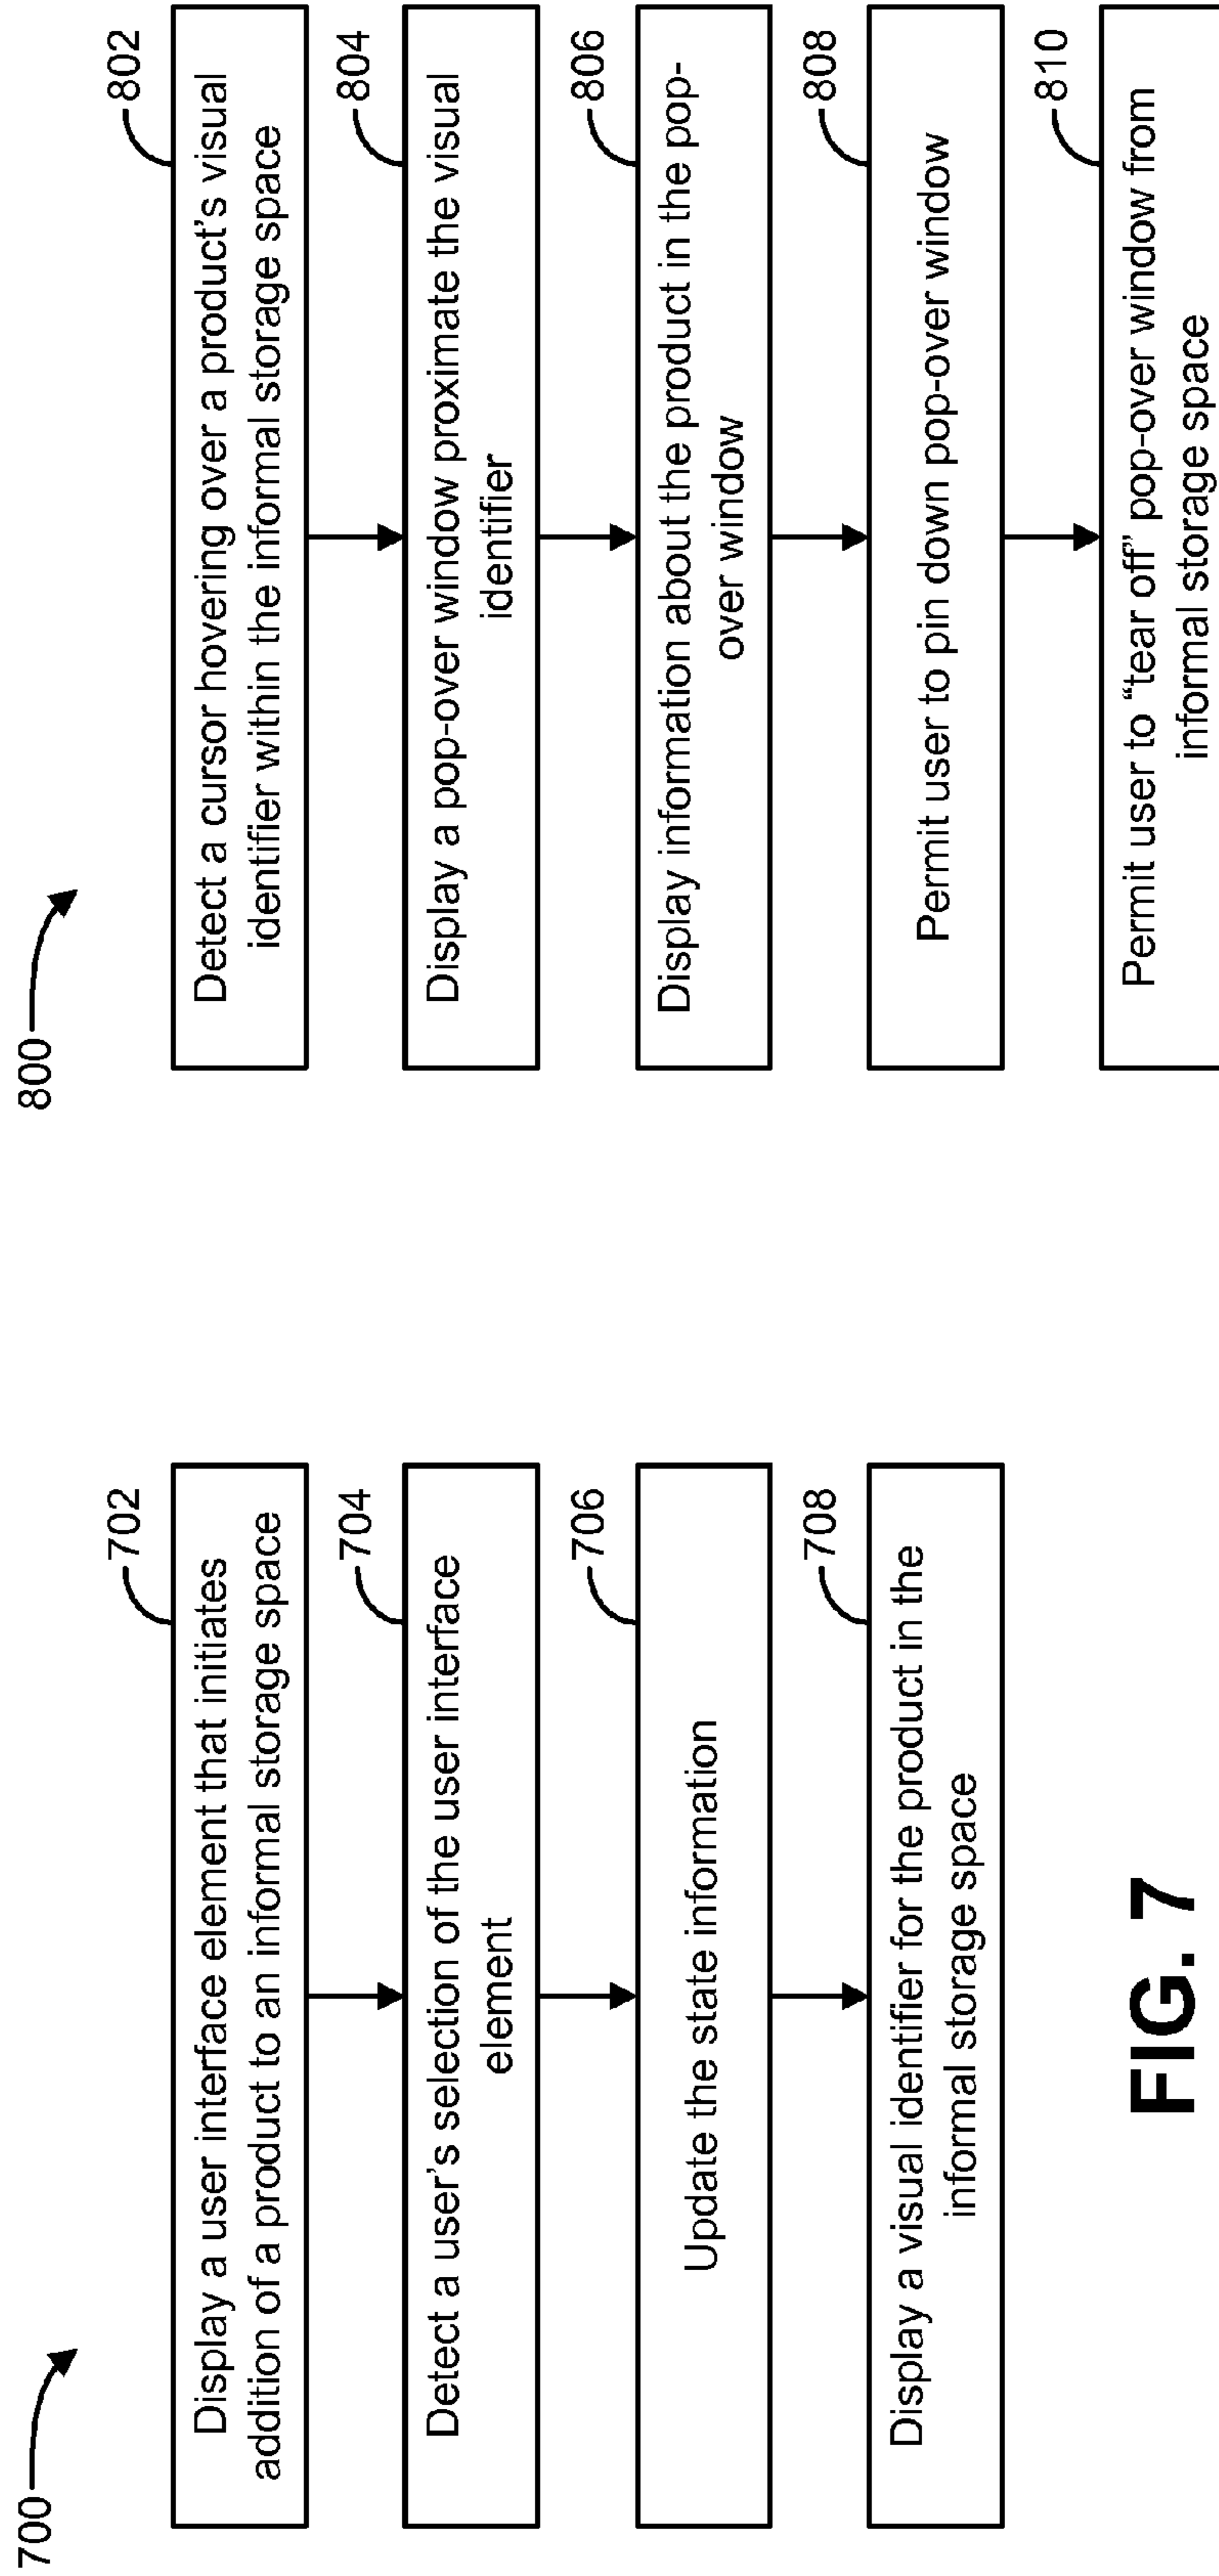 700
702
Display a user interface element that initiates
addition of a product to an informal storage space
704
Detect a user’s selection of the user interface
element
706
Update the state information
708
Display a visual identifier for the product in the
informal storage space
FIG. 7
800
802
Detect a cursor hovering over a product’s visual
identifier within the informal storage space
804
Display a pop-over window proximate the visual
identifier
806
Display information about the product in the pop-
over window
808
Permit user to pin down pop-over window
810
Permit user to “tear off” pop-over window from
informal storage space